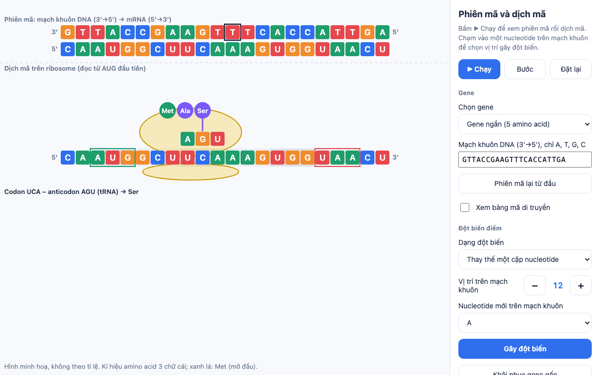 Phiên mã: mạch khuôn DNA (3'→5') → mRNA (5'→3')
3' G T T A C C G A A G T T T C A C C A T T G A 5'
5' C A A U G G C U U C A A A G U G G U A A C U
Dịch mã trên ribosome (đọc từ AUG đầu tiên)
Met Ala Ser
A G U
5' C A A U G G C U U C A A A G U G G U A A C U 3'
Codon UCA – anticodon AGU (tRNA) → Ser
Hình minh hoạ, không theo tỉ lệ. Kí hiệu amino acid 3 chữ cái; xanh lá: Met (mở đầu).
Phiên mã và dịch mã
Bấm ► Chạy để xem phiên mã rồi dịch mã.
Chạm vào một nucleotide trên mạch khuôn
để chọn vị trí gây đột biến.
► Chạy
Bước
Đặt lại
Gene
Chọn gene
Gene ngắn (5 amino acid)
Mạch khuôn DNA (3'→5'), chỉ A, T, G, C
GTTACCGAAGTTTCACCATTGA
Phiên mã lại từ đầu
Xem bảng mã di truyền
Đột biến điểm
Dạng đột biến
Thay thế một cặp nucleotide
Vị trí trên mạch
khuôn
− 12 +
Nucleotide mới trên mạch khuôn
A
Gây đột biến
Khôi phục gene gốc